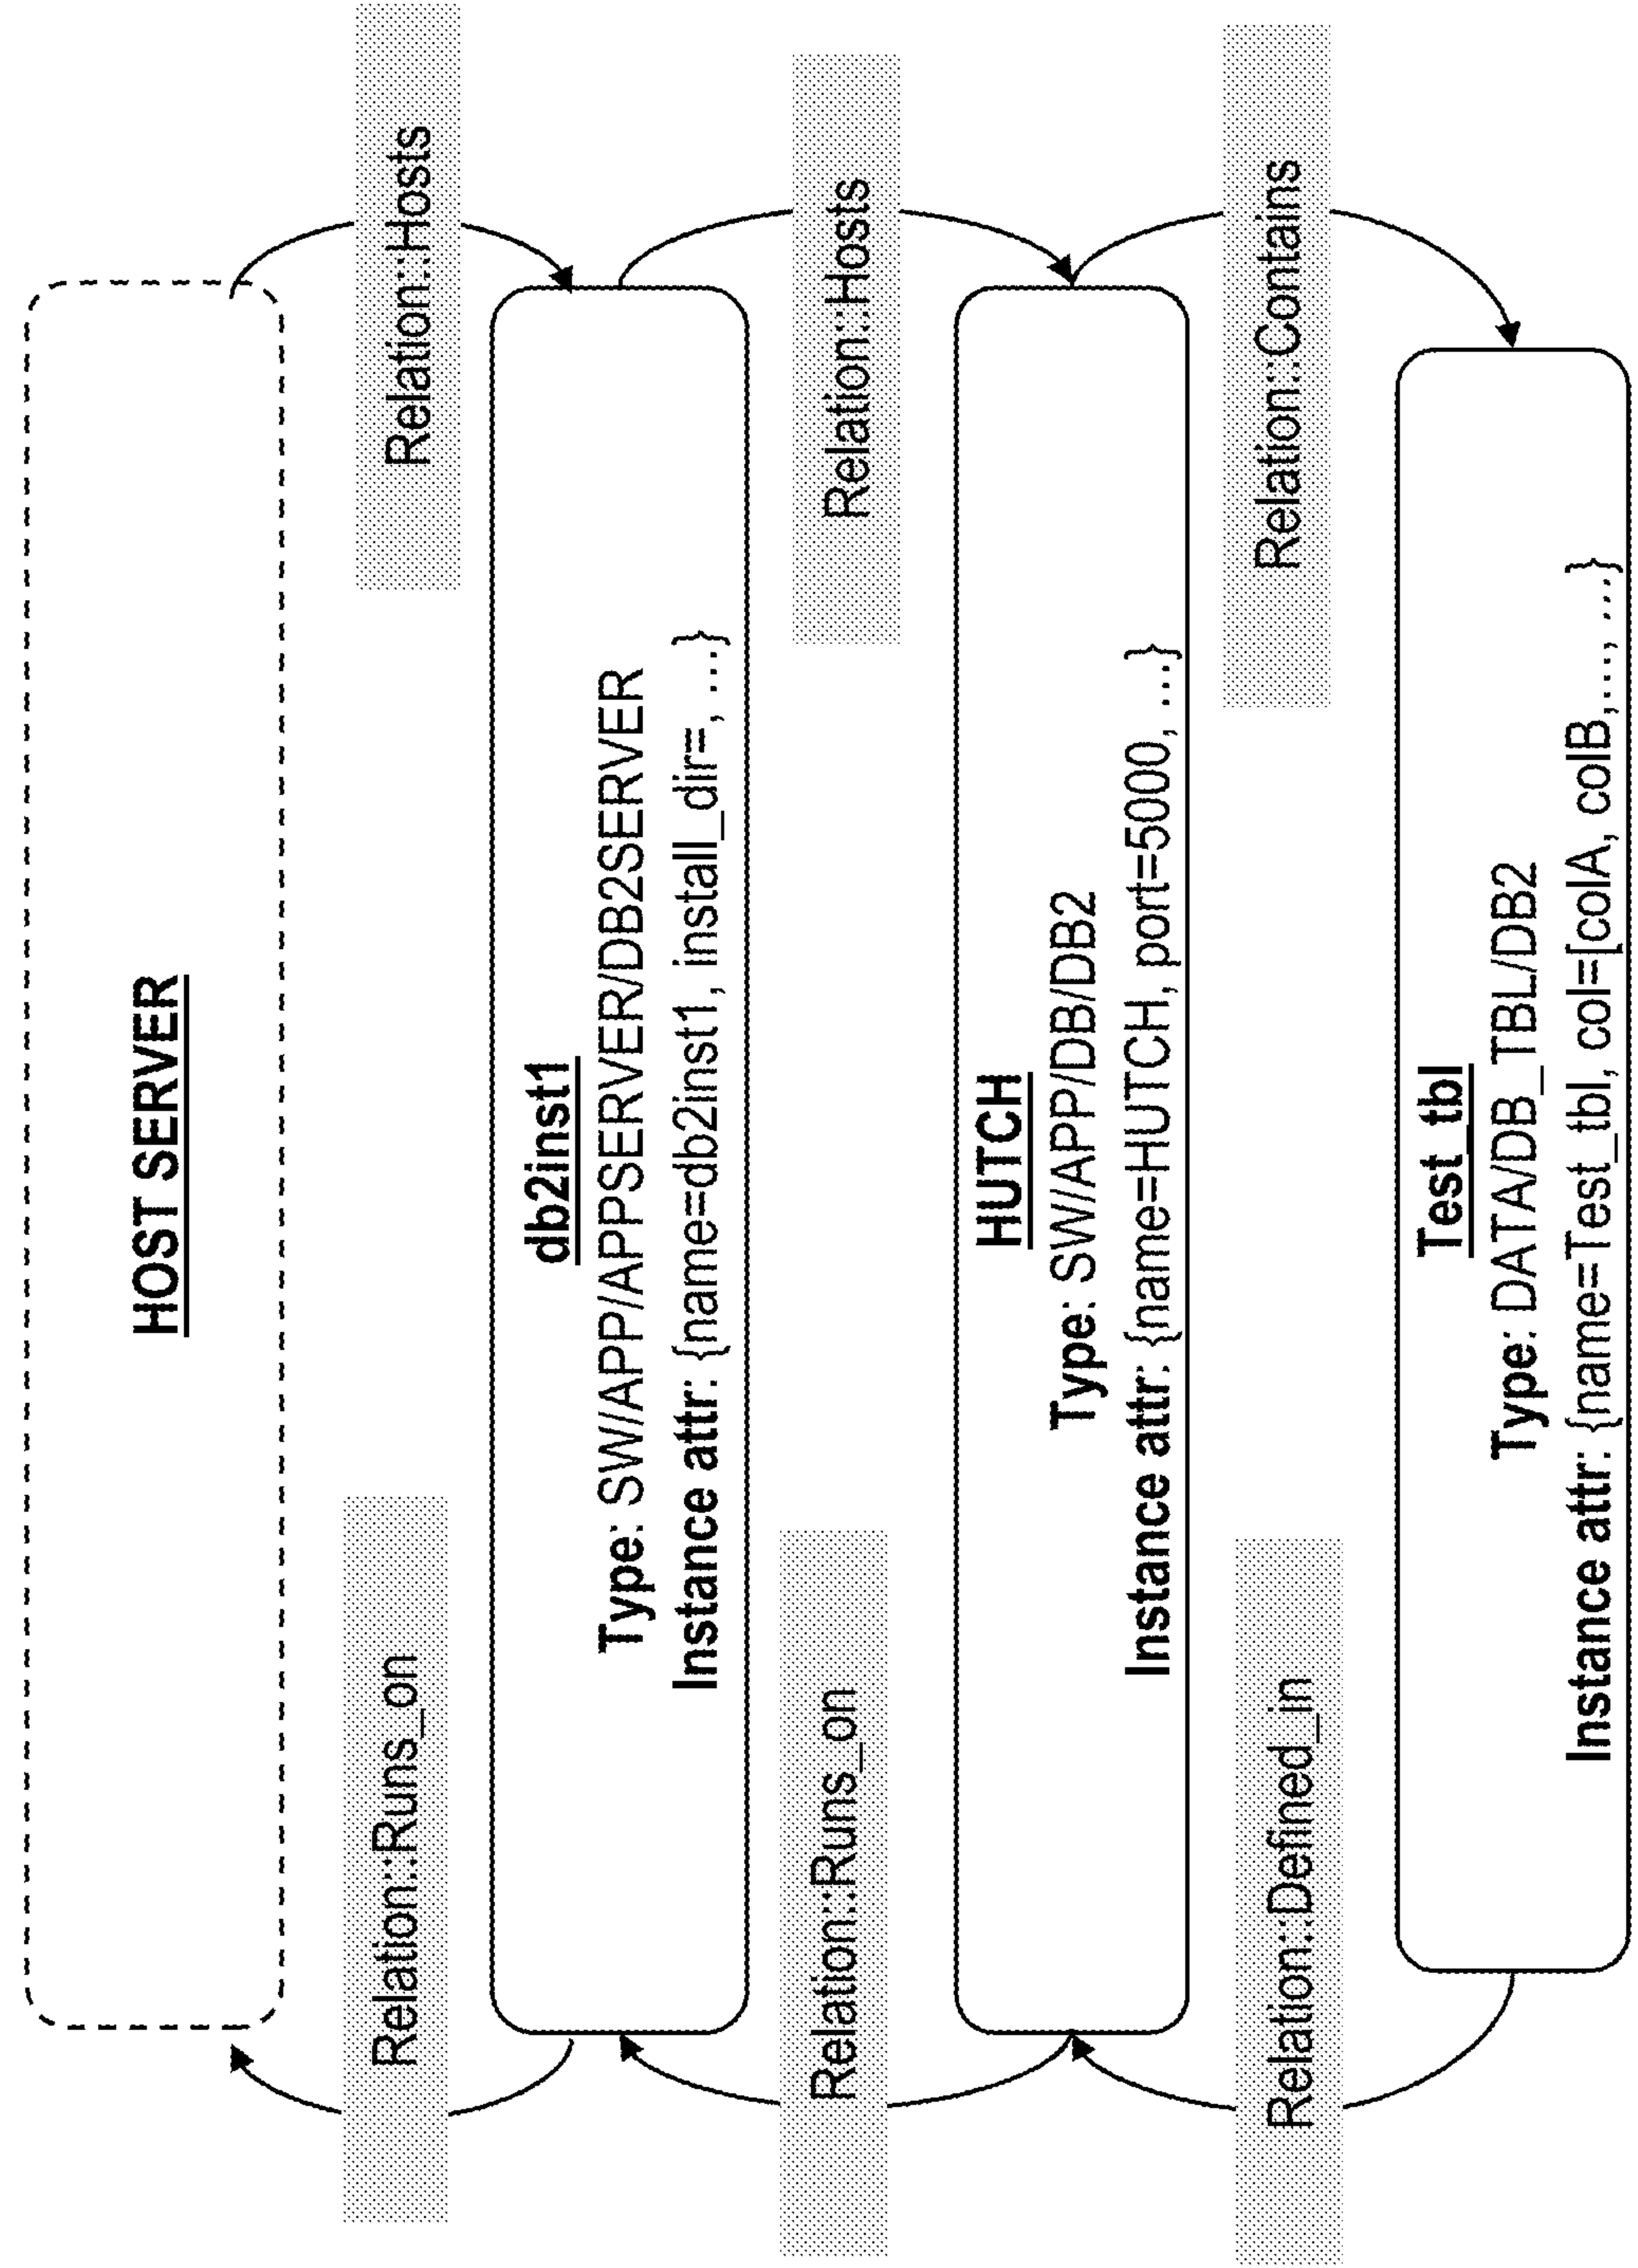 HOST SERVER
Relation::Runs_on
Relation::Hosts
db2inst1
Type: SW/APP/APPSERVER/DB2SERVER
Instance attr: {name=db2inst1, install_dir=, ...}
Relation::Runs_on
Relation::Hosts
HUTCH
Type: SW/APP/DB/DB2
Instance attr: {name=HUTCH, port=5000, ...}
Relation::Defined_in
Relation::Contains
Test_tbl
Type: DATA/DB_TBL/DB2
Instance attr: {name=Test_tbl, col=[colA, colB,..., ...}